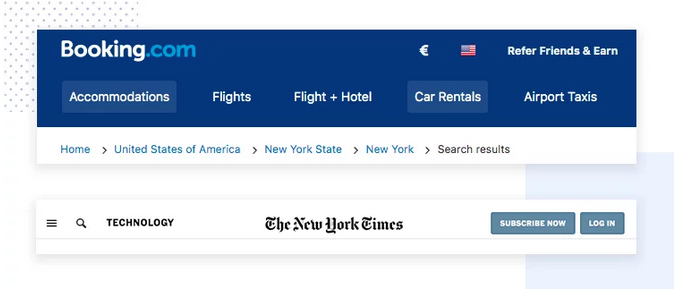 Booking.com € Refer Friends & Earn
Accommodations Flights Flight + Hotel Car Rentals Airport Taxis
Home > United States of America > New York State > New York > Search results
TECHNOLOGY The New York Times SUBSCRIBE NOW LOG IN